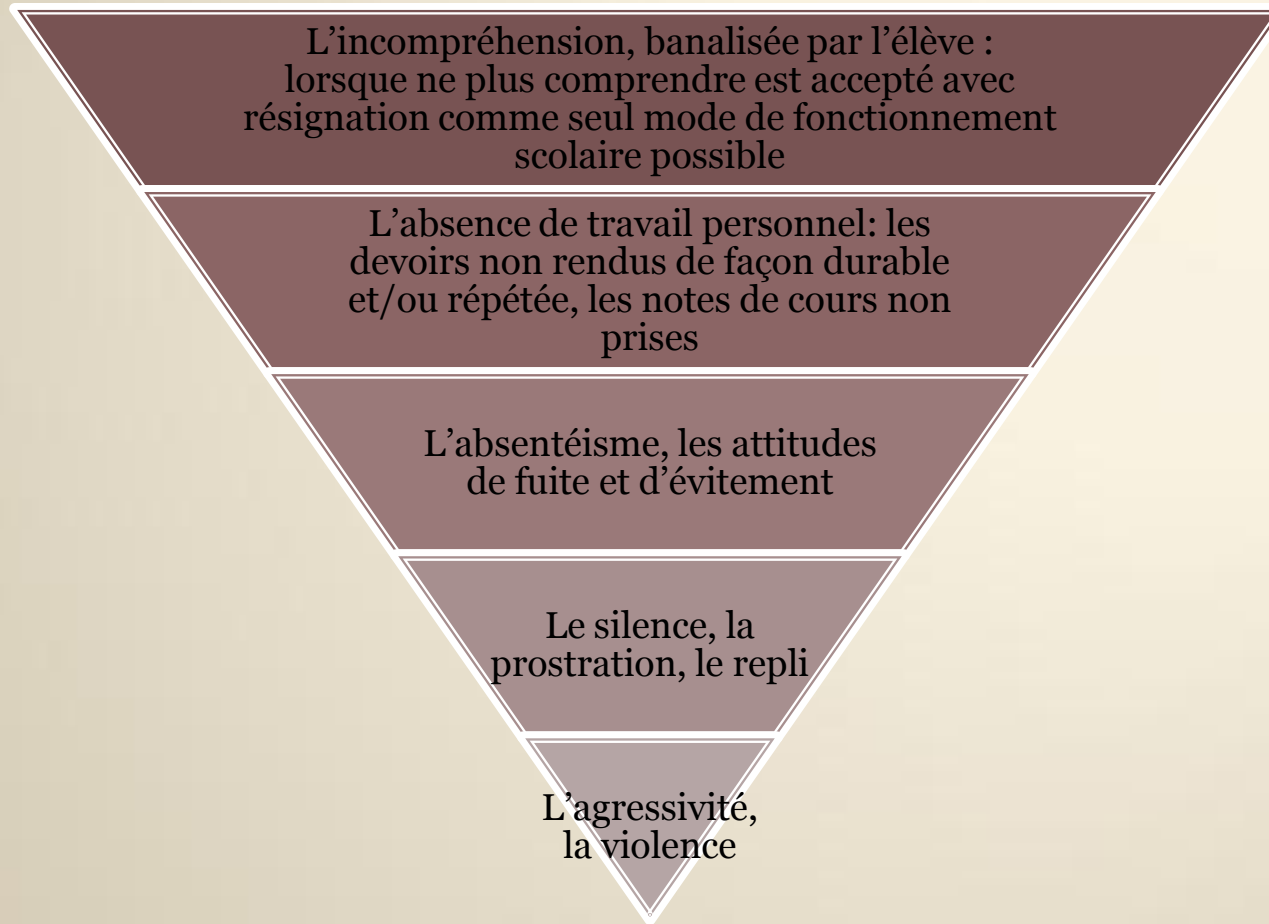 L’incompréhension, banalisée par l’élève :
lorsque ne plus comprendre est accepté avec
résignation comme seul mode de fonctionnement
scolaire possible
L’absence de travail personnel: les
devoirs non rendus de façon durable
et/ou répétée, les notes de cours non
prises
L’absentéisme, les attitudes
de fuite et d’évitement
Le silence, la
prostration, le repli
L’agressivité,
la violence